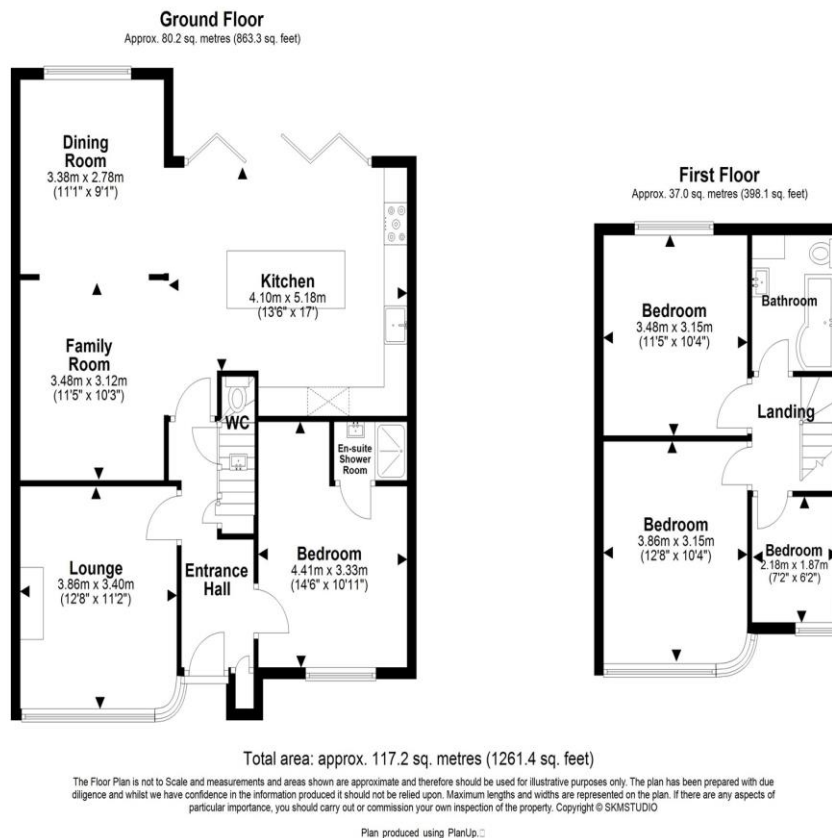 Ground Floor
Approx. 80.2 sq. metres (863.3 sq. feet)
Dining
Room
3.38m x 2.78m
(11'1" x 9'1")
Kitchen
4.10m x 5.18m
(13'6" x 17')
Family
Room
3.48m x 3.12m
(11'5" x 10'3")
WC
En-suite
Shower
Room
Lounge
3.86m x 3.40m
(12'8" x 11'2")
Entrance
Hall
Bedroom
4.41m x 3.33m
(14'6" x 10'11")
First Floor
Approx. 37.0 sq. metres (398.1 sq. feet)
Bedroom
3.48m x 3.15m
(11'5" x 10'4")
Bathroom
Landing
Bedroom
3.86m x 3.15m
(12'8" x 10'4")
Bedroom
2.18m x 1.87m
(7'2" x 6'2")
Total area: approx. 117.2 sq. metres (1261.4 sq. feet)
The Floor Plan is not to Scale and measurements and areas shown are approximate and therefore should be used for illustrative purposes only. The plan has been prepared with due
diligence and whilst we have confidence in the information produced it should not be relied upon. Maximum lengths and widths are represented on the plan. If there are any aspects of
particular importance, you should carry out or commission your own inspection of the property. Copyright © SKMSTUDIO
Plan produced using PlanUp.